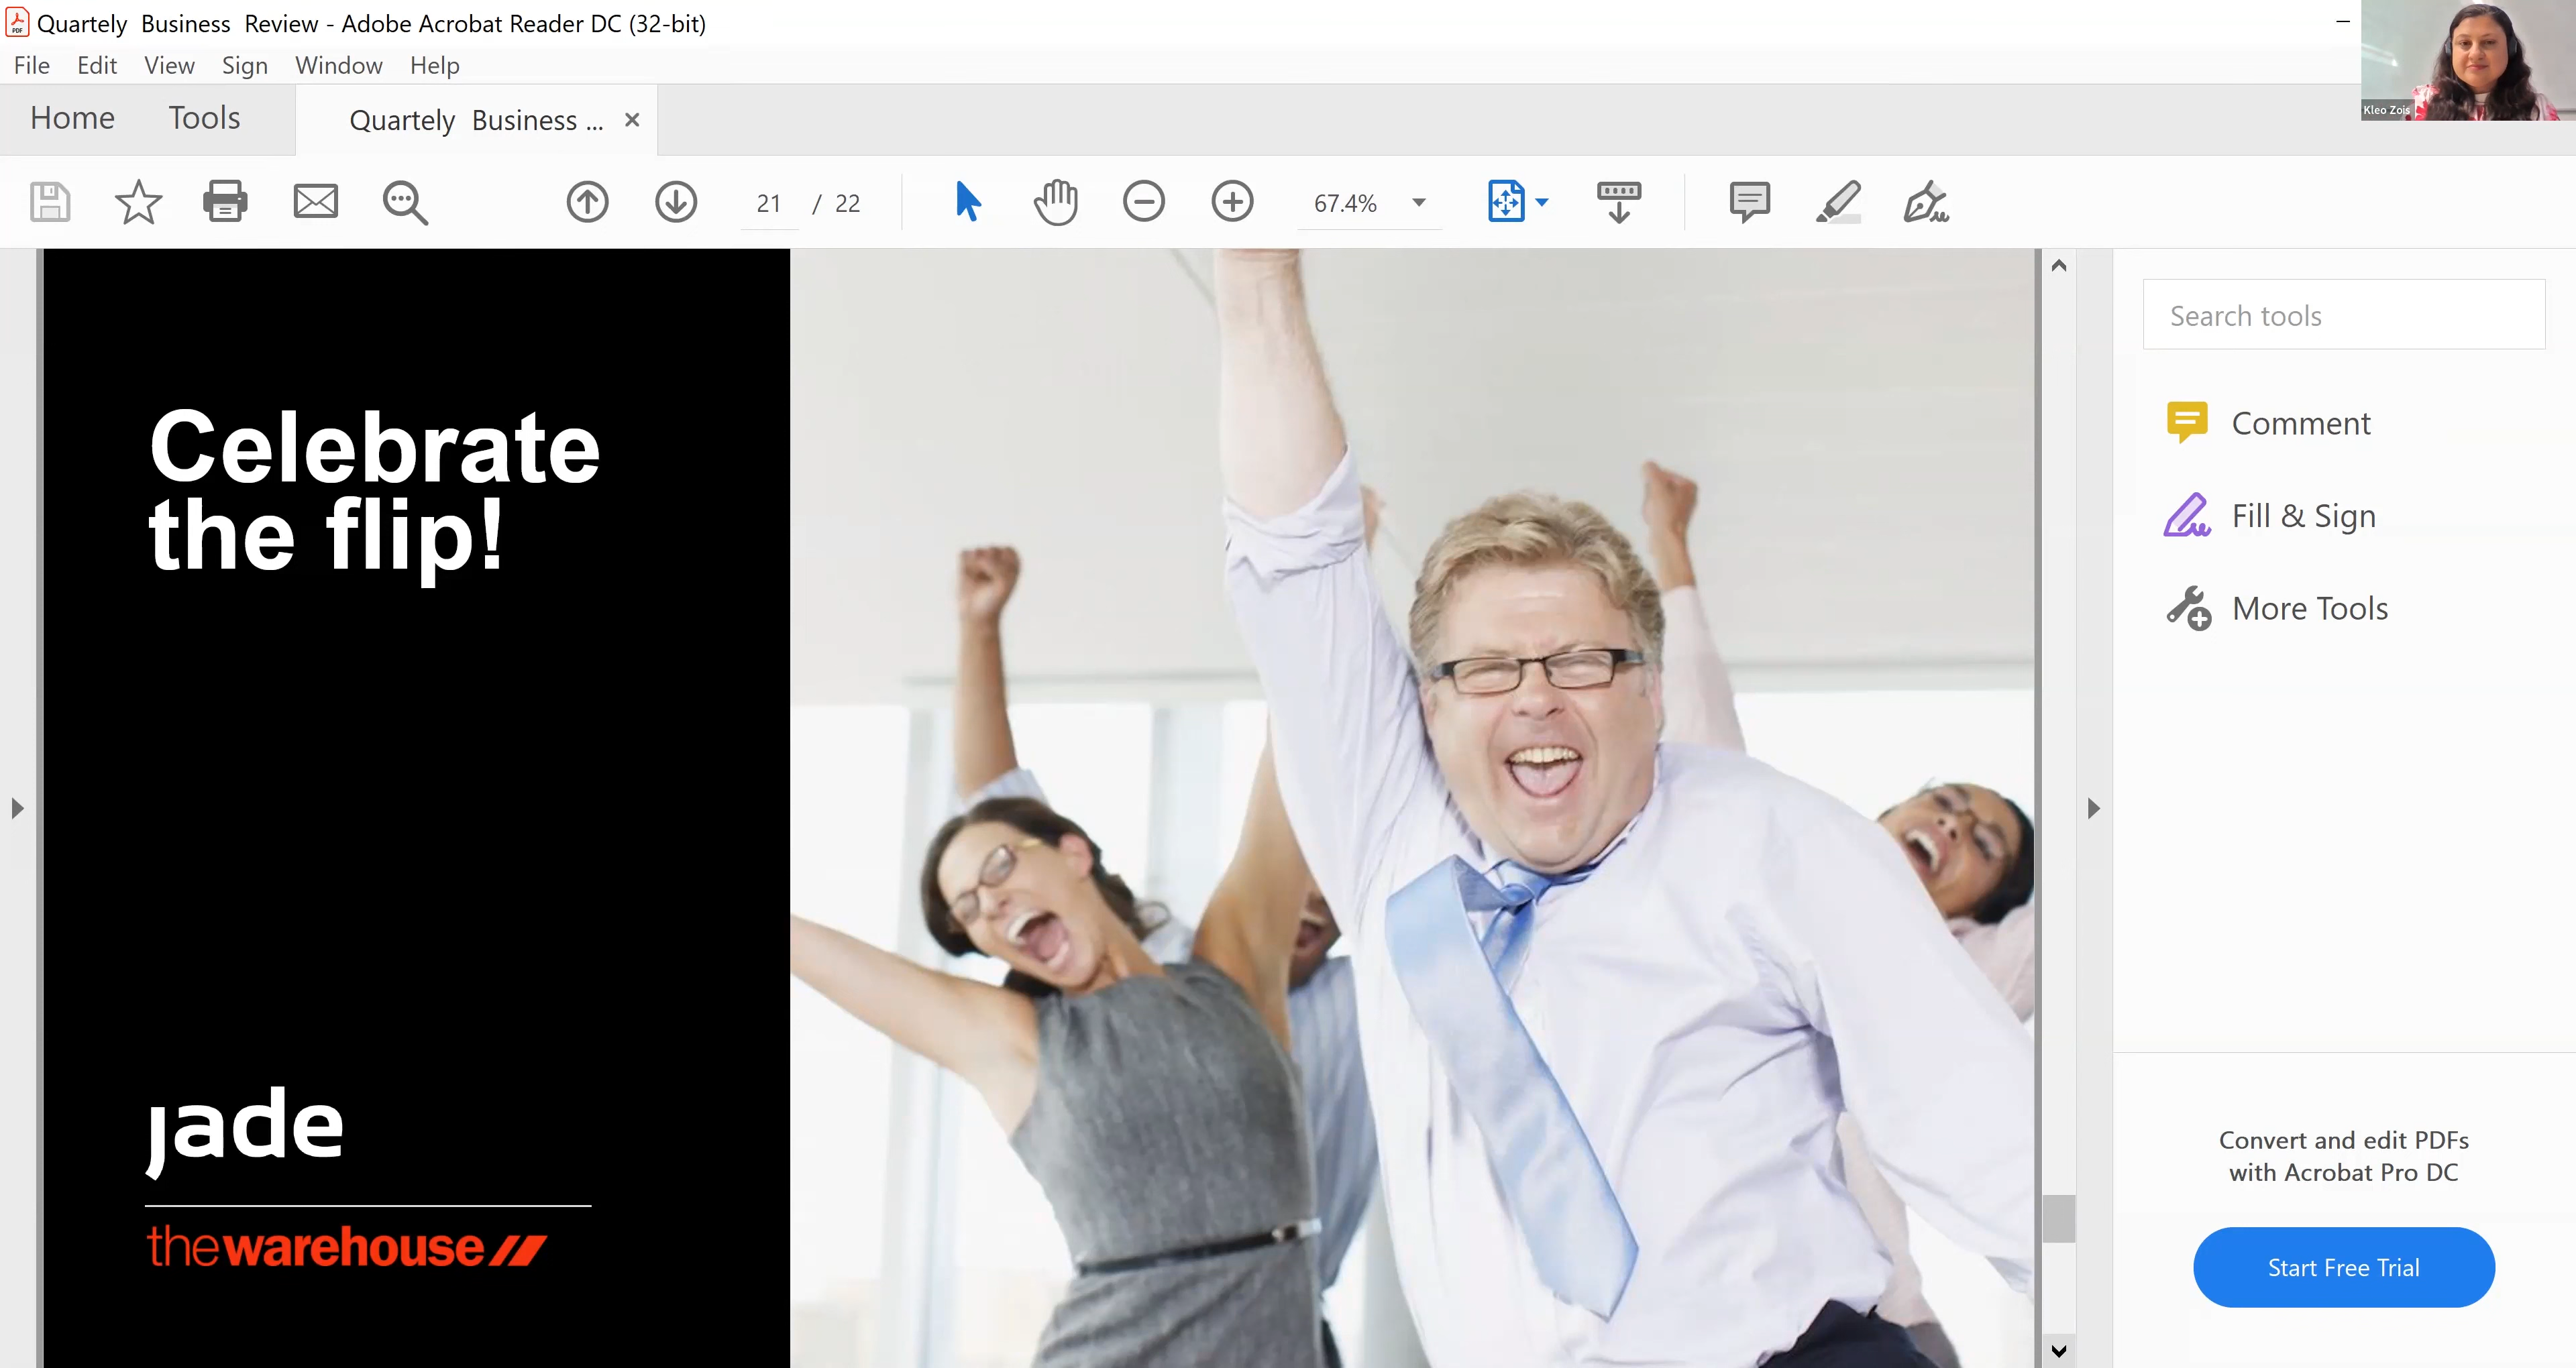 Quartely Business Review - Adobe Acrobat Reader DC (32-bit)
File Edit View Sign Window Help
Kleo Zois
Home Tools Quartely Business ...
21 / 22 67.4%
Search tools
Comment
Fill & Sign
More Tools
Celebrate
the flip!
jade
thewarehouse
Convert and edit PDFs
with Acrobat Pro DC
Start Free Trial